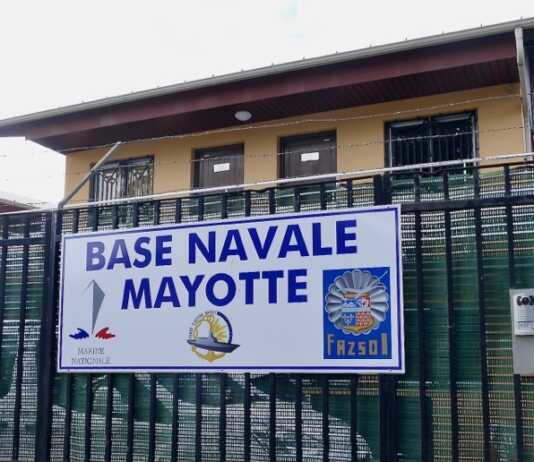 BASE NAVALE
MAYOTTE
MARINE
NATIONALE
FAZSOI